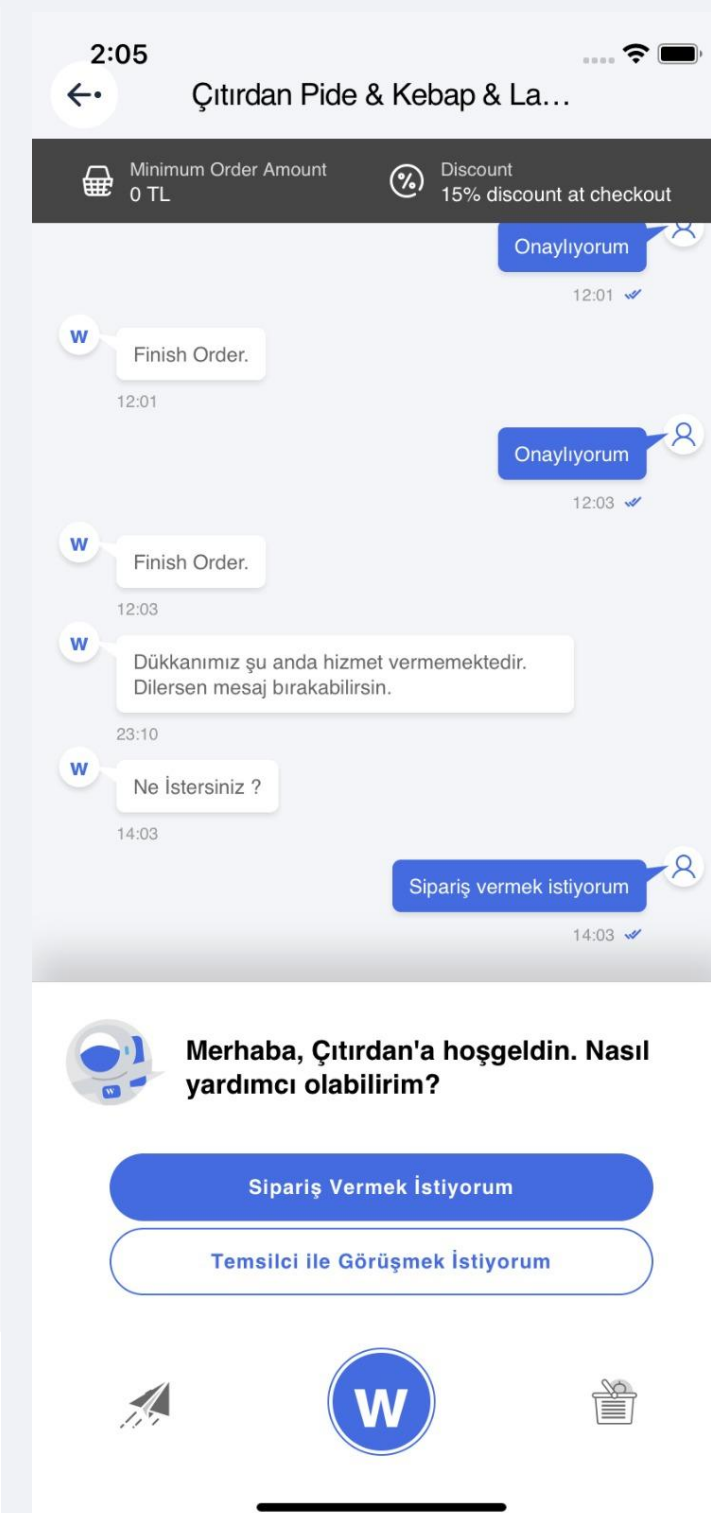 2:05
Çıtırdan Pide & Kebap & La...
Minimum Order Amount
0 TL
Discount
15% discount at checkout
Onaylıyorum
12:01
W
Finish Order.
12:01
Onaylıyorum
12:03
W
Finish Order.
12:03
W
Dükkanımız şu anda hizmet vermemektedir.
Dilersen mesaj bırakabilirsin.
23:10
W
Ne İstersiniz ?
14:03
Sipariş vermek istiyorum
14:03
W
Merhaba, Çıtırdan'a hoşgeldin. Nasıl
yardımcı olabilirim?
Sipariş Vermek İstiyorum
Temsilci ile Görüşmek İstiyorum
W